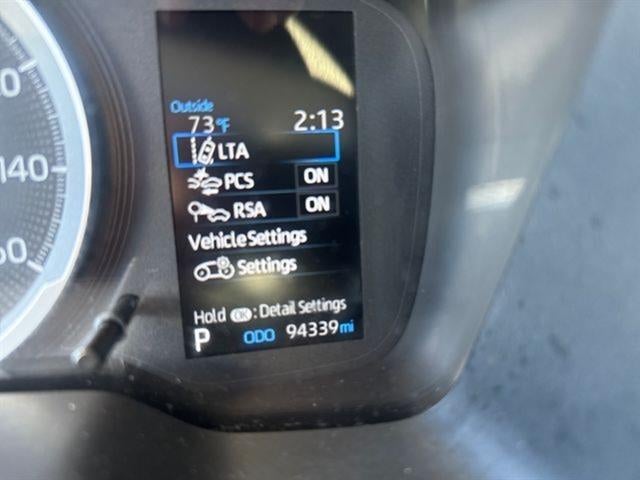 Outside
73°F 2:13
LTA
140
PCS ON
RSA ON
Vehicle Settings
Settings
Hold OK : Detail Settings
P ODO 94339 mi